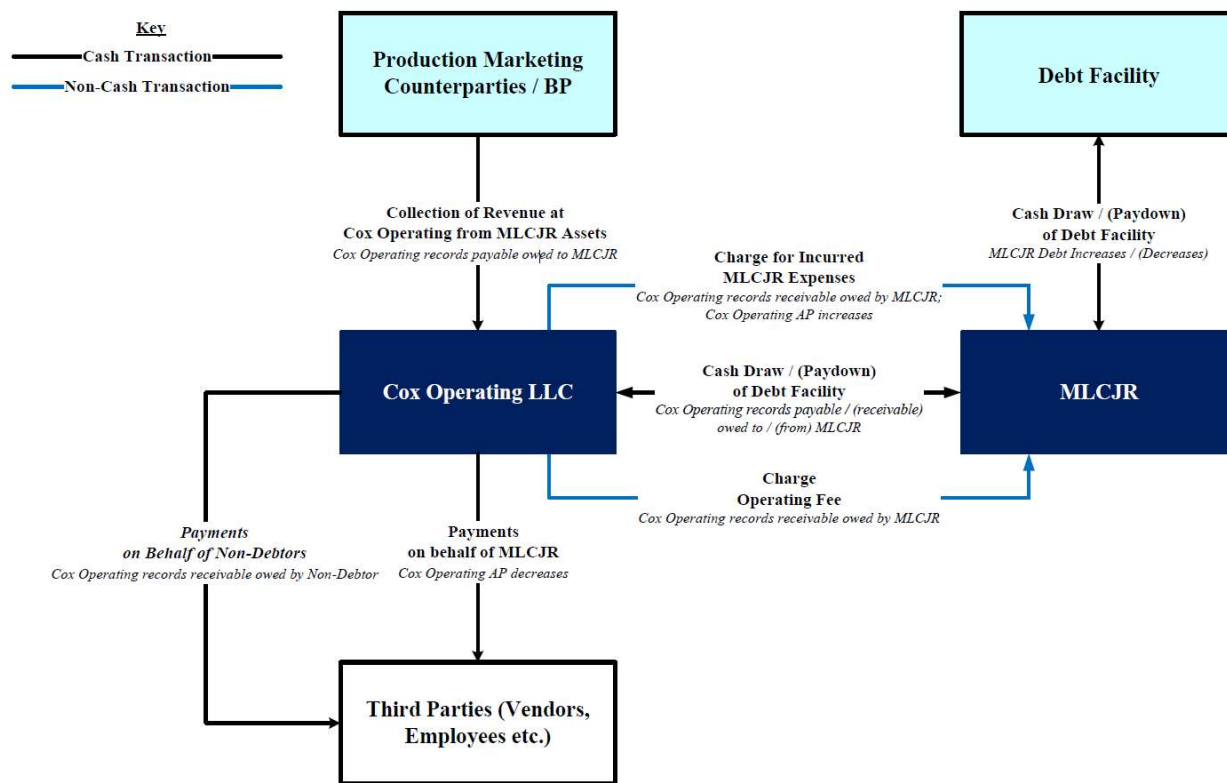 Key
Cash Transaction
Non-Cash Transaction
Production Marketing
Counterparties / BP
Debt Facility
Collection of Revenue at
Cox Operating from MLCJR Assets
Cox Operating records payable owed to MLCJR
Cash Draw / (Paydown)
of Debt Facility
MLCJR Debt Increases / (Decreases)
Charge for Incurred
MLCJR Expenses
Cox Operating records receivable owed by MLCJR;
Cox Operating AP increases
Cox Operating LLC
Cash Draw / (Paydown)
of Debt Facility
Cox Operating records payable / (receivable)
owed to / (from) MLCJR
MLCJR
Charge
Operating Fee
Cox Operating records receivable owed by MLCJR
Payments
on Behalf of Non-Debtors
Cox Operating records receivable owed by Non-Debtor
Payments
on behalf of MLCJR
Cox Operating AP decreases
Third Parties (Vendors,
Employees etc.)